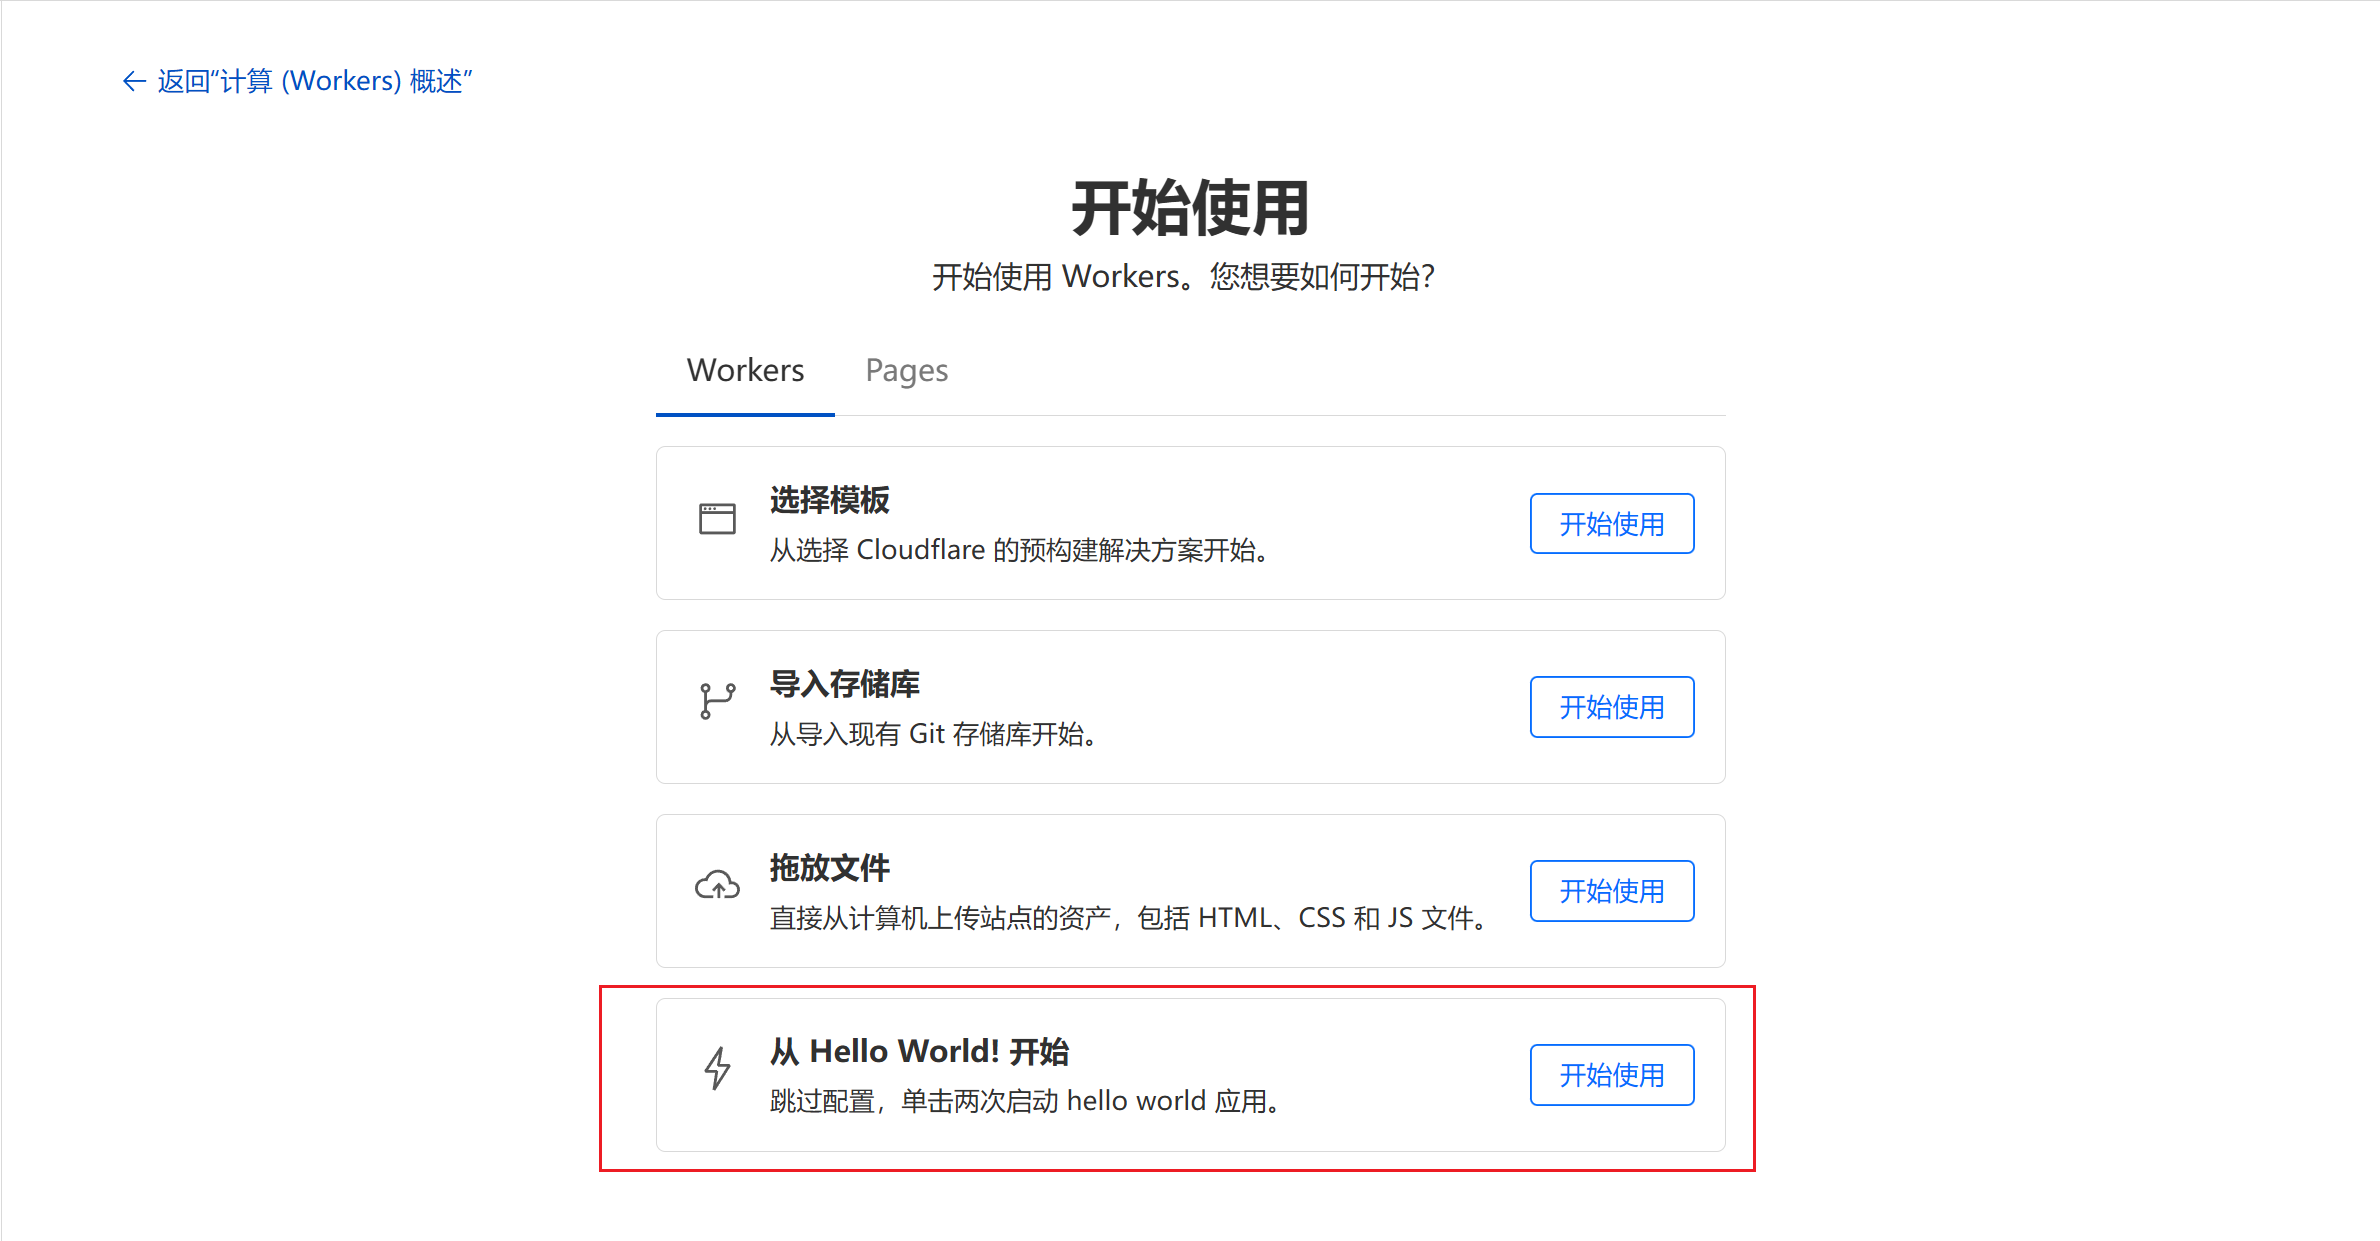 返回“计算 (Workers) 概述”
开始使用
开始使用 Workers。您想要如何开始？
Workers
Pages
选择模板
从选择 Cloudflare 的预构建解决方案开始。
开始使用
导入存储库
从导入现有 Git 存储库开始。
开始使用
拖放文件
直接从计算机上传站点的资产，包括 HTML、CSS 和 JS 文件。
开始使用
从 Hello World! 开始
跳过配置，单击两次启动 hello world 应用。
开始使用